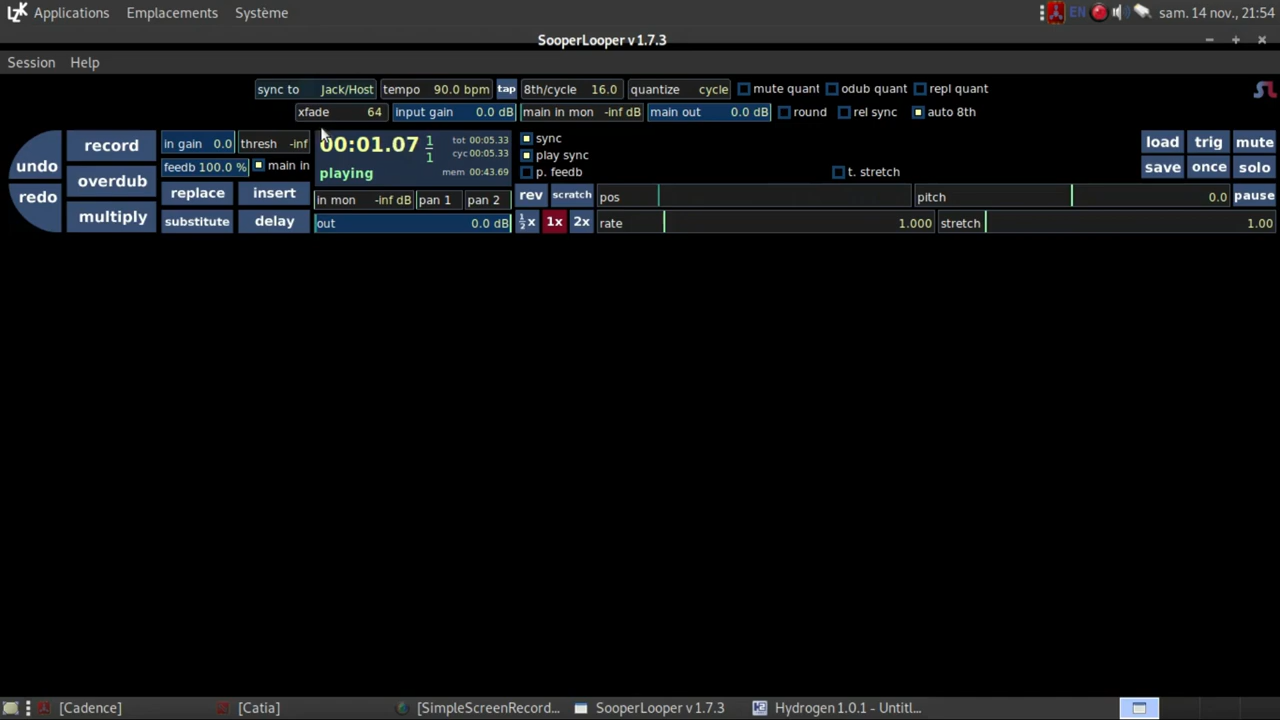 Applications Emplacements Système EN sam. 14 nov., 21:54
SooperLooper v 1.7.3
Session Help
sync to Jack/Host tempo 90.0 bpm tap 8th/cycle 16.0 quantize cycle mute quant odub quant repl quant
xfade 64 input gain 0.0 dB main in mon -inf dB main out 0.0 dB round rel sync auto 8th
undo record in gain 0.0 thresh -inf 00:01.07 1 1 tot 00:05.33 sync load trig mute
cyc 00:05.33 play sync
redo overdub feedb 100.0 % main in playing mem 00:43.69 p. feedb t. stretch save once solo
replace insert in mon -inf dB pan 1 pan 2 rev scratch pos pitch 0.0 pause
multiply substitute delay out 0.0 dB ½x 1x 2x rate 1.000 stretch 1.00
[Cadence] [Catia] [SimpleScreenRecord... SooperLooper v 1.7.3 Hydrogen 1.0.1 - Untitl...